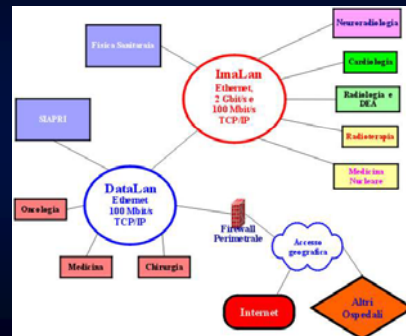 Neuroradiologia
Fisica Sanitaria
ImaLan
Ethernet,
2 Gbit/s e
100 Mbit/s
TCP/IP
Cardiologia
Radiologia e
DEA
Radioterapia
Medicina
Nucleare
SIAPRI
DataLan
Ethernet
100 Mbit/s
TCP/IP
Oncologia
Medicina
Chirurgia
Firewall
Perimetrale
Accesso
geografico
Internet
Altri
Ospedali